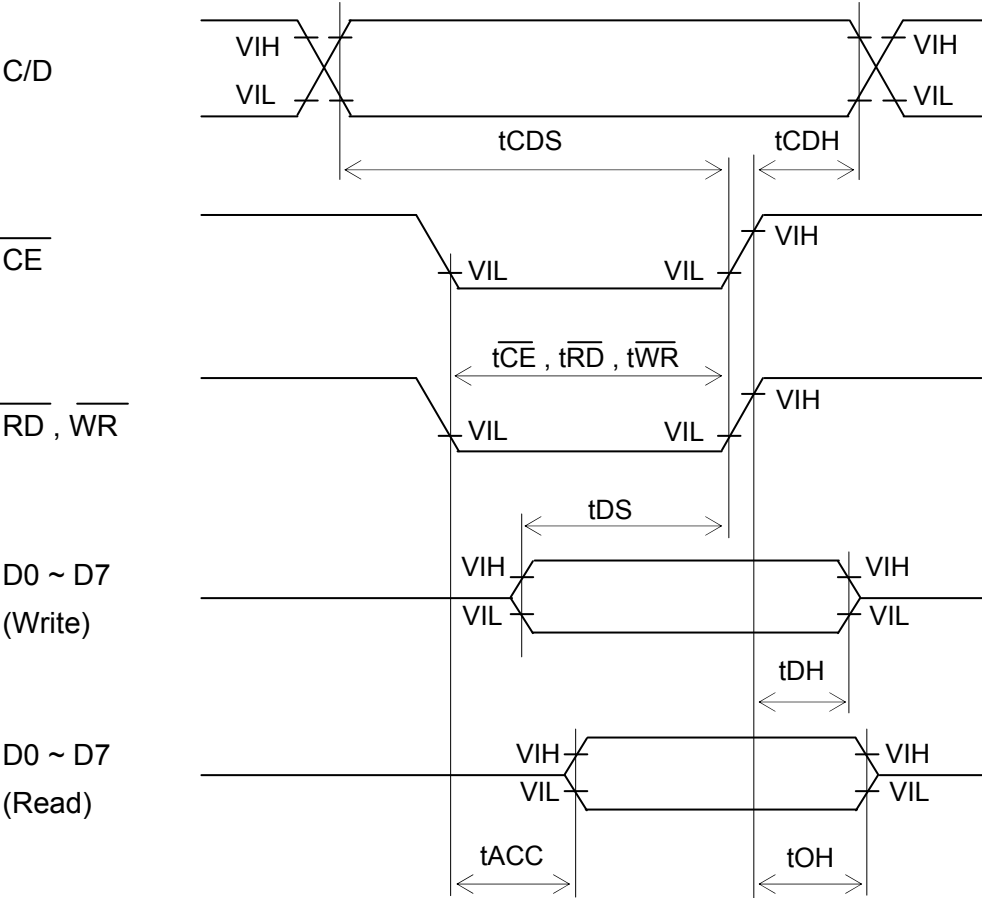 VIH VIH
C/D
VIL VIL
tCDS tCDH
CE VIH
VIL VIL
tCE , tRD , tWR
RD , WR VIH
VIL VIL
tDS
D0 ~ D7 VIH VIH
(Write) VIL VIL
tDH
D0 ~ D7 VIH VIH
(Read) VIL VIL
tACC tOH